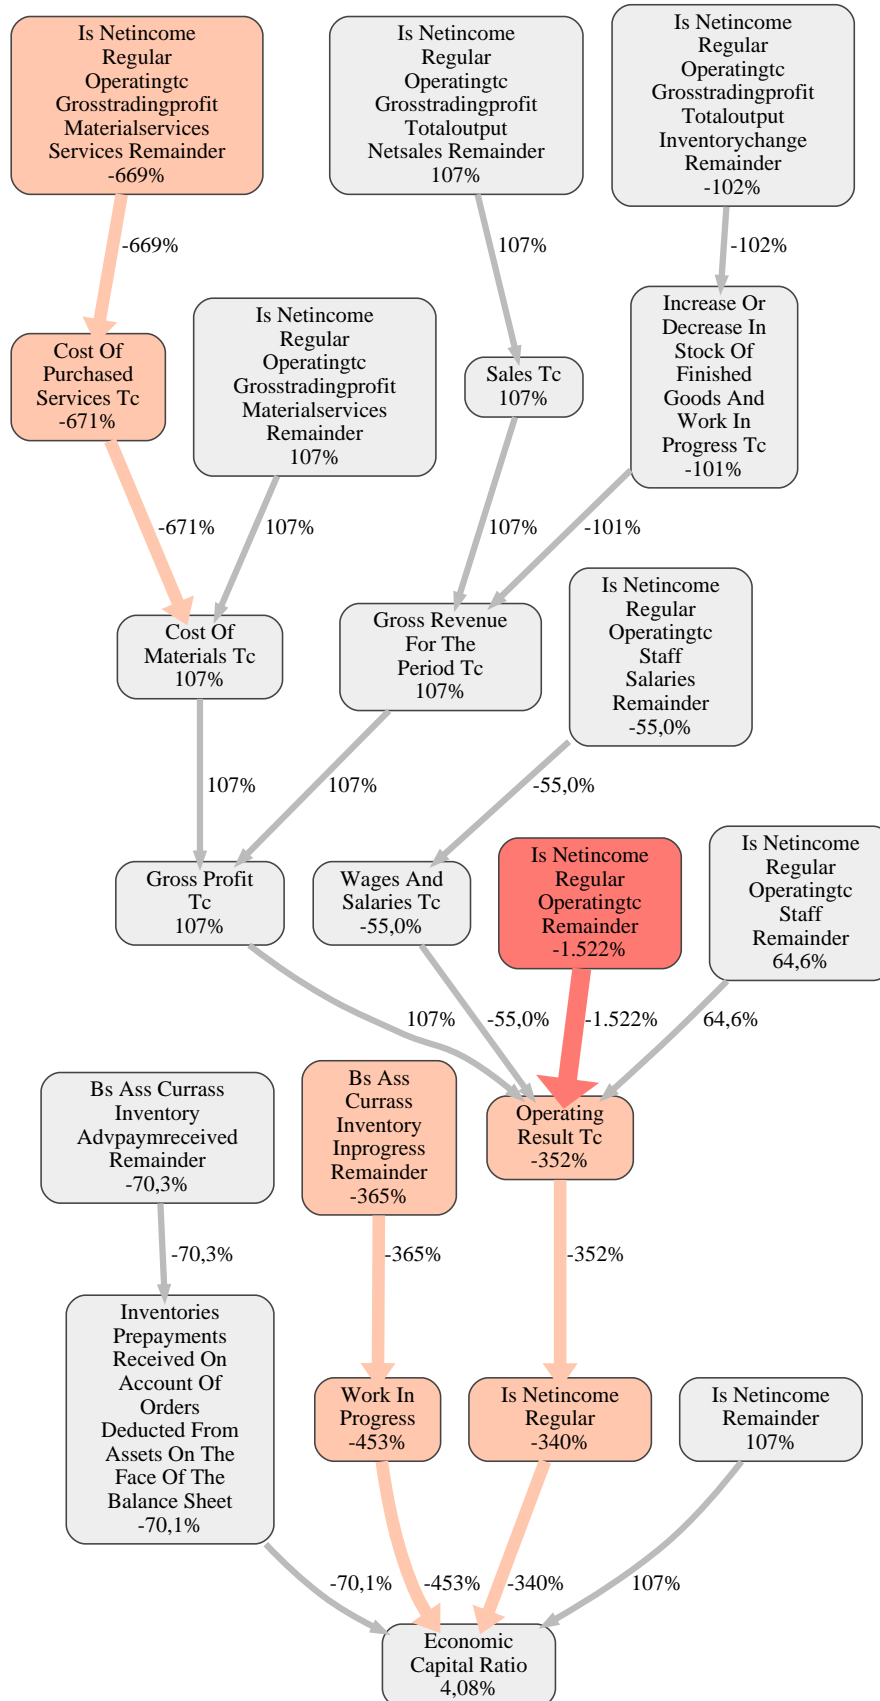 Is Netincome
Regular
Operatingtc
Grosstradingprofit
Materialservices
Services Remainder
-669%
Is Netincome
Regular
Operatingtc
Grosstradingprofit
Totaloutput
Netsales Remainder
107%
Is Netincome
Regular
Operatingtc
Grosstradingprofit
Totaloutput
Inventorychange
Remainder
-102%
-669%
107%
-102%
Cost Of
Purchased
Services Tc
-671%
Is Netincome
Regular
Operatingtc
Grosstradingprofit
Materialservices
Remainder
107%
Sales Tc
107%
Increase Or
Decrease In
Stock Of
Finished
Goods And
Work In
Progress Tc
-101%
-671%
107%
107%
-101%
Cost Of
Materials Tc
107%
Gross Revenue
For The
Period Tc
107%
Is Netincome
Regular
Operatingtc
Staff
Salaries
Remainder
-55,0%
107%
107%
-55,0%
Gross Profit
Tc
107%
Wages And
Salaries Tc
-55,0%
Is Netincome
Regular
Operatingtc
Remainder
-1.522%
Is Netincome
Regular
Operatingtc
Staff
Remainder
64,6%
107%
-55,0%
-1.522%
64,6%
Bs Ass Currass
Inventory
Advpaymreceived
Remainder
-70,3%
Bs Ass
Currass
Inventory
Inprogress
Remainder
-365%
Operating
Result Tc
-352%
-70,3%
-365%
-352%
Inventories
Prepayments
Received On
Account Of
Orders
Deducted From
Assets On The
Face Of The
Balance Sheet
-70,1%
Work In
Progress
-453%
Is Netincome
Regular
-340%
Is Netincome
Remainder
107%
-70,1%
-453%
-340%
107%
Economic
Capital Ratio
4,08%